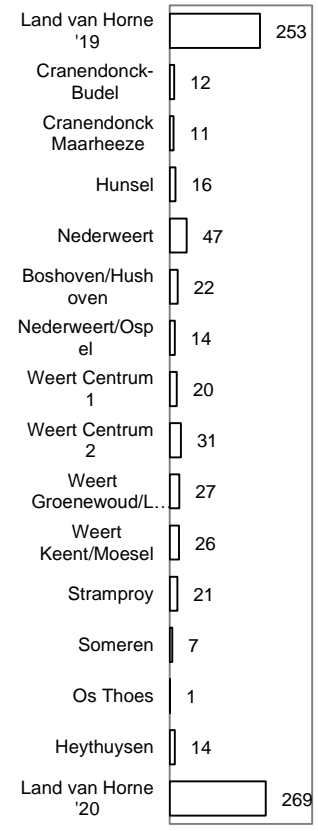 Land van Horne
'19
253
Cranendonck-
Budel
12
Cranendonck
Maarheeze
11
Hunsel
16
Nederweert
47
Boshoven/Hush
oven
22
Nederweert/Osp
el
14
Weert Centrum
1
20
Weert Centrum
2
31
Weert
Groenewoud/L…
27
Weert
Keent/Moesel
26
Stramproy
21
Someren
7
Os Thoes
1
Heythuysen
14
Land van Horne
'20
269